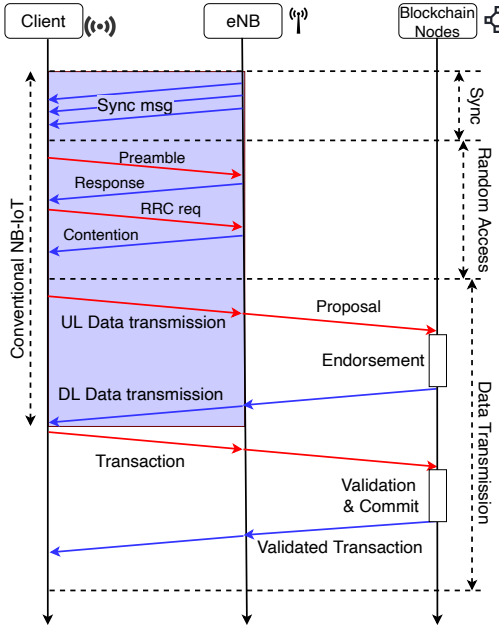 Client
eNB
Blockchain
Nodes
Sync msg
Sync
Preamble
Response
RRC req
Contention
Random Access
Conventional NB-IoT
UL Data transmission
Proposal
Endorsement
DL Data transmission
Data Transmission
Transaction
Validation
& Commit
Validated Transaction